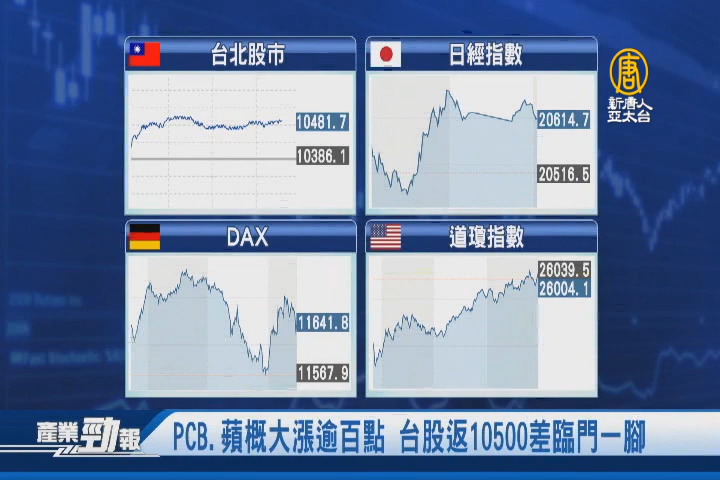 台北股市
10481.7
10386.1
日經指數
20614.7
20516.5
唐
新唐人
亞太台
DAX
11641.8
11567.9
道瓊指數
26039.5
26004.1
產業勁報
PCB.蘋概大漲逾百點 台股返10500差臨門一腳